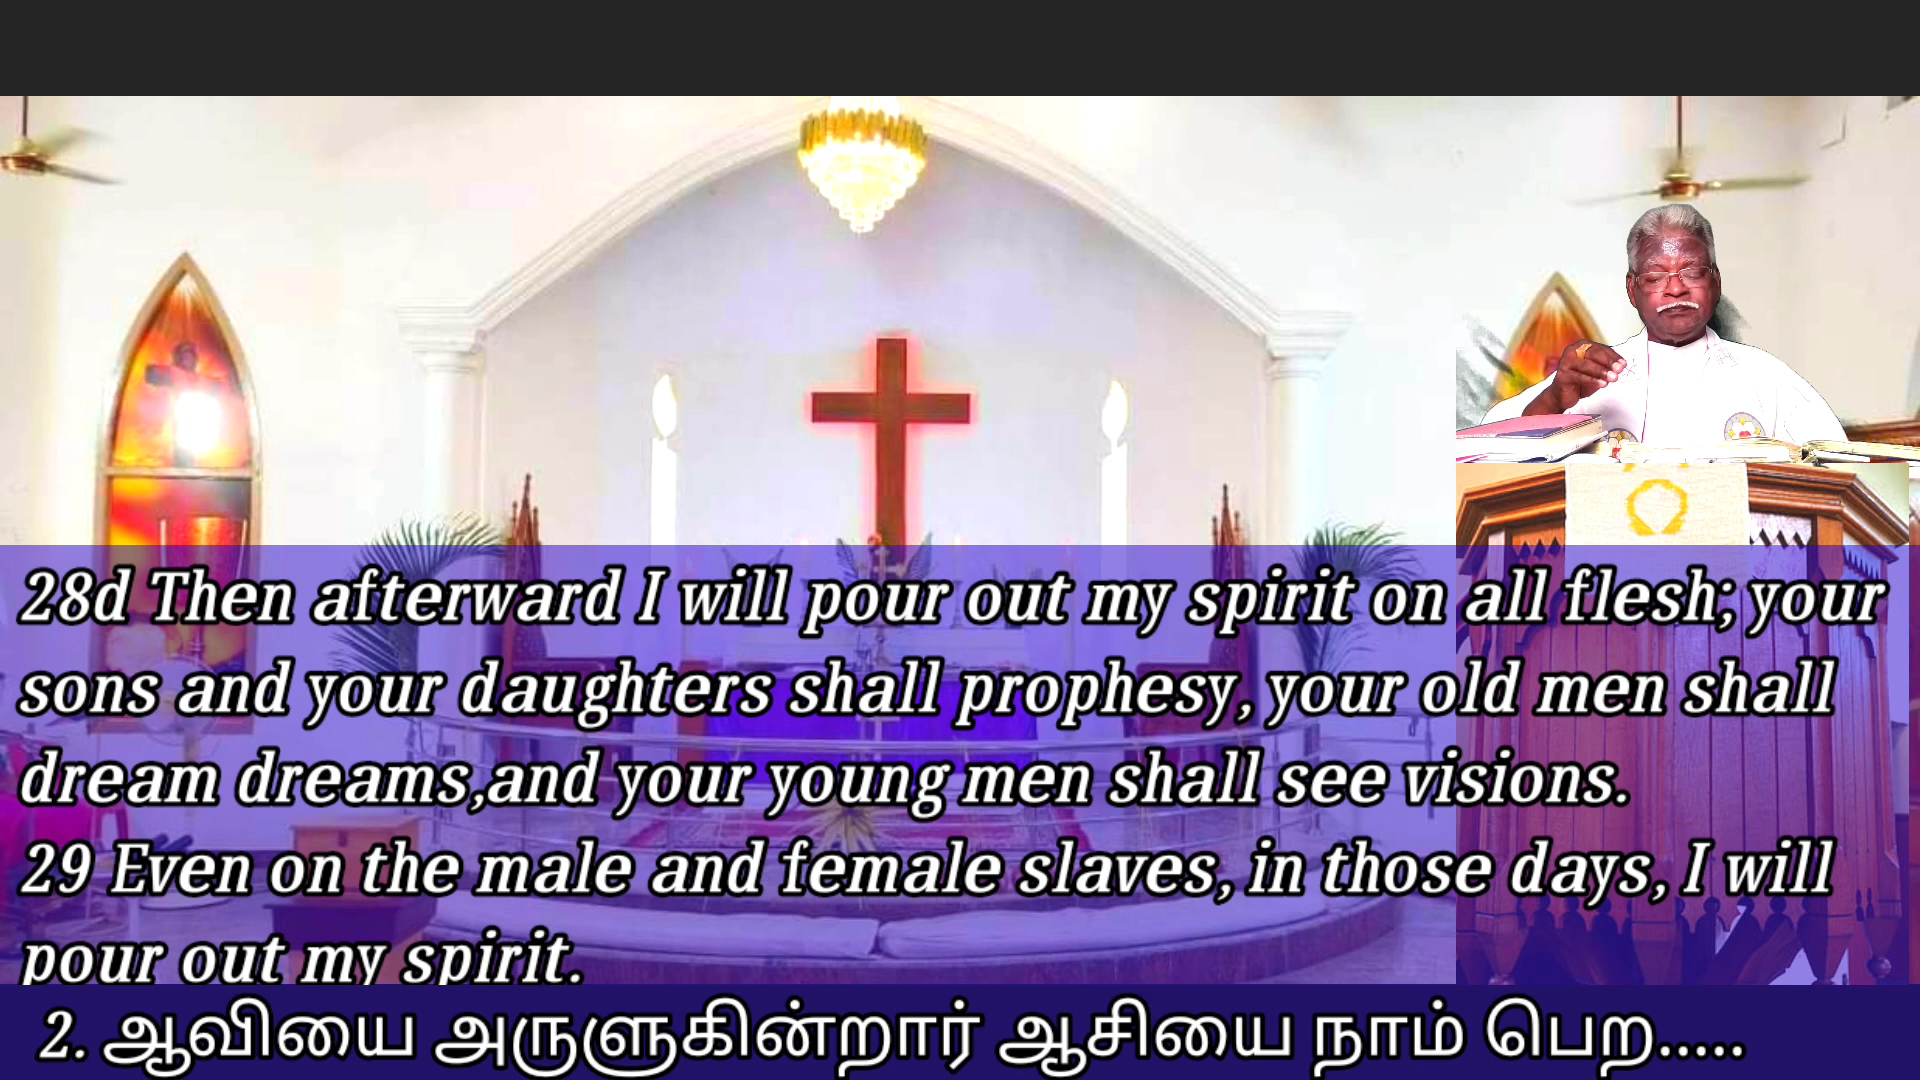 28d Then afterward I will pour out my spirit on all flesh; your
sons and your daughters shall prophesy, your old men shall
dream dreams,and your young men shall see visions.
29 Even on the male and female slaves, in those days, I will
pour out my spirit.
2. ஆவியை அருளுகின்றார் ஆசியை நாம் பெற.....